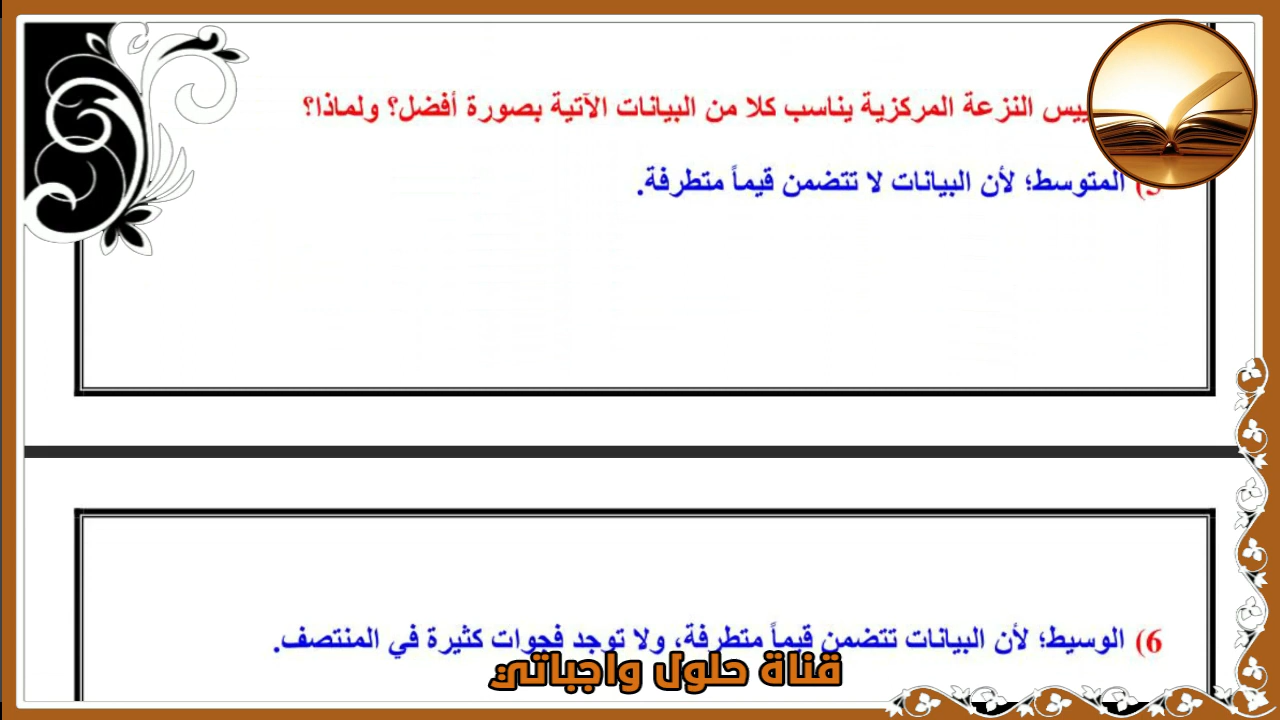 النزعة المركزية يناسب كلا من البيانات الآتية بصورة أفضل؟ ولماذا؟
المتوسط؛ لأن البيانات لا تتضمن قيماً متطرفة.
6) الوسيط؛ لأن البيانات تتضمن قيماً متطرفة، ولا توجد فجوات كثيرة في المنتصف.
قناة حلول واجباتي